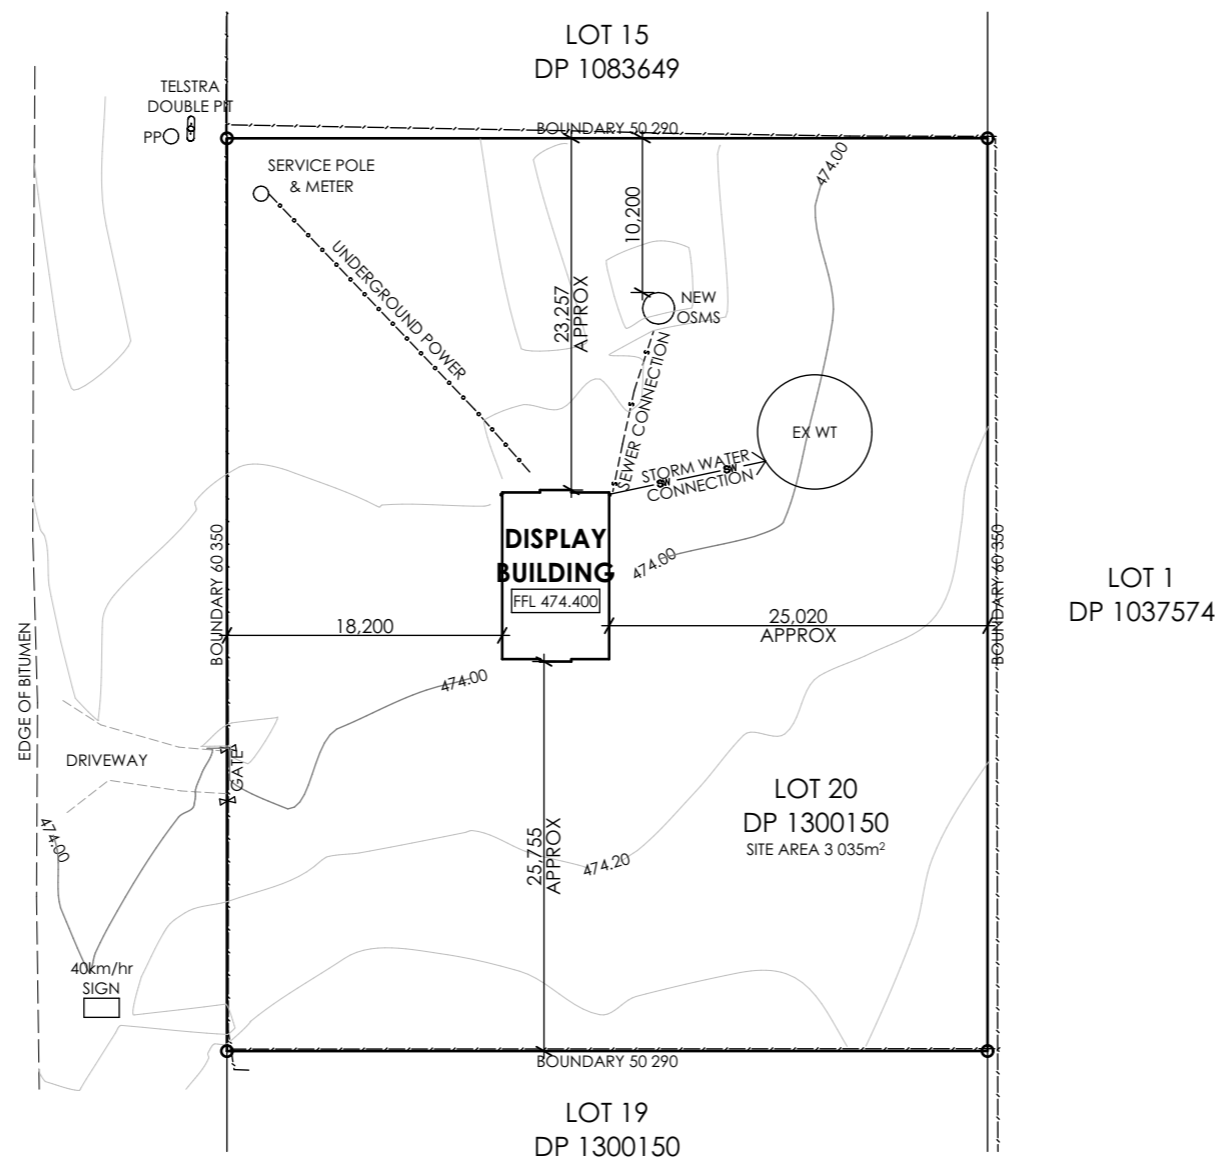 LOT 15
DP 1083649
TELSTRA
DOUBLE PIT
PP
BOUNDARY 50 290
SERVICE POLE
& METER
474.00
10,200
UNDERGROUND POWER
23,257
APPROX
NEW
OSMS
SEWER CONNECTION
EX WT
STORM WATER
SW SW
CONNECTION
S
S
S
DISPLAY
BUILDING
FFL 474.400
474.00
BOUNDARY 60 350
BOUNDARY 60 350
LOT 1
DP 1037574
18,200
25,020
APPROX
EDGE OF BITUMEN
474.00
DRIVEWAY
GATE
LOT 20
DP 1300150
SITE AREA 3 035m²
474.00
25,755
APPROX
474.20
40km/hr
SIGN
BOUNDARY 50 290
LOT 19
DP 1300150